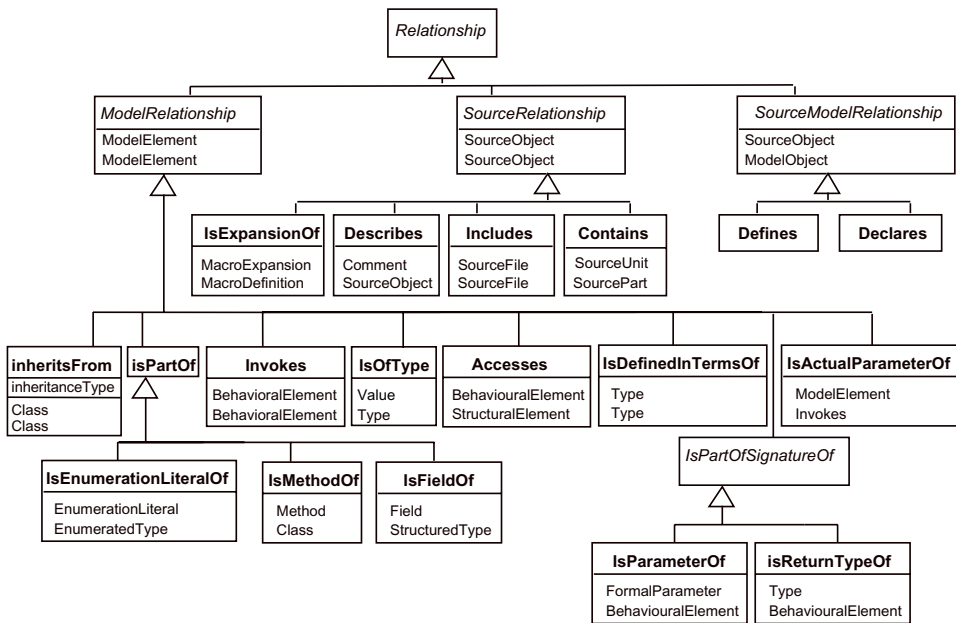 Relationship
ModelRelationship
ModelElement
ModelElement
SourceRelationship
SourceObject
SourceObject
SourceModelRelationship
SourceObject
ModelObject
IsExpansionOf
MacroExpansion
MacroDefinition
Describes
Comment
SourceObject
Includes
SourceFile
SourceFile
Contains
SourceUnit
SourcePart
Defines
Declares
inheritsFrom
inheritanceType
Class
Class
isPartOf
Invokes
BehavioralElement
BehavioralElement
IsOfType
Value
Type
Accesses
BehaviouralElement
StructuralElement
IsDefinedInTermsOf
Type
Type
IsActualParameterOf
ModelElement
Invokes
IsPartOfSignatureOf
IsEnumerationLiteralOf
EnumerationLiteral
EnumeratedType
IsMethodOf
Method
Class
IsFieldOf
Field
StructuredType
IsParameterOf
FormalParameter
BehaviouralElement
isReturnTypeOf
Type
BehaviouralElement